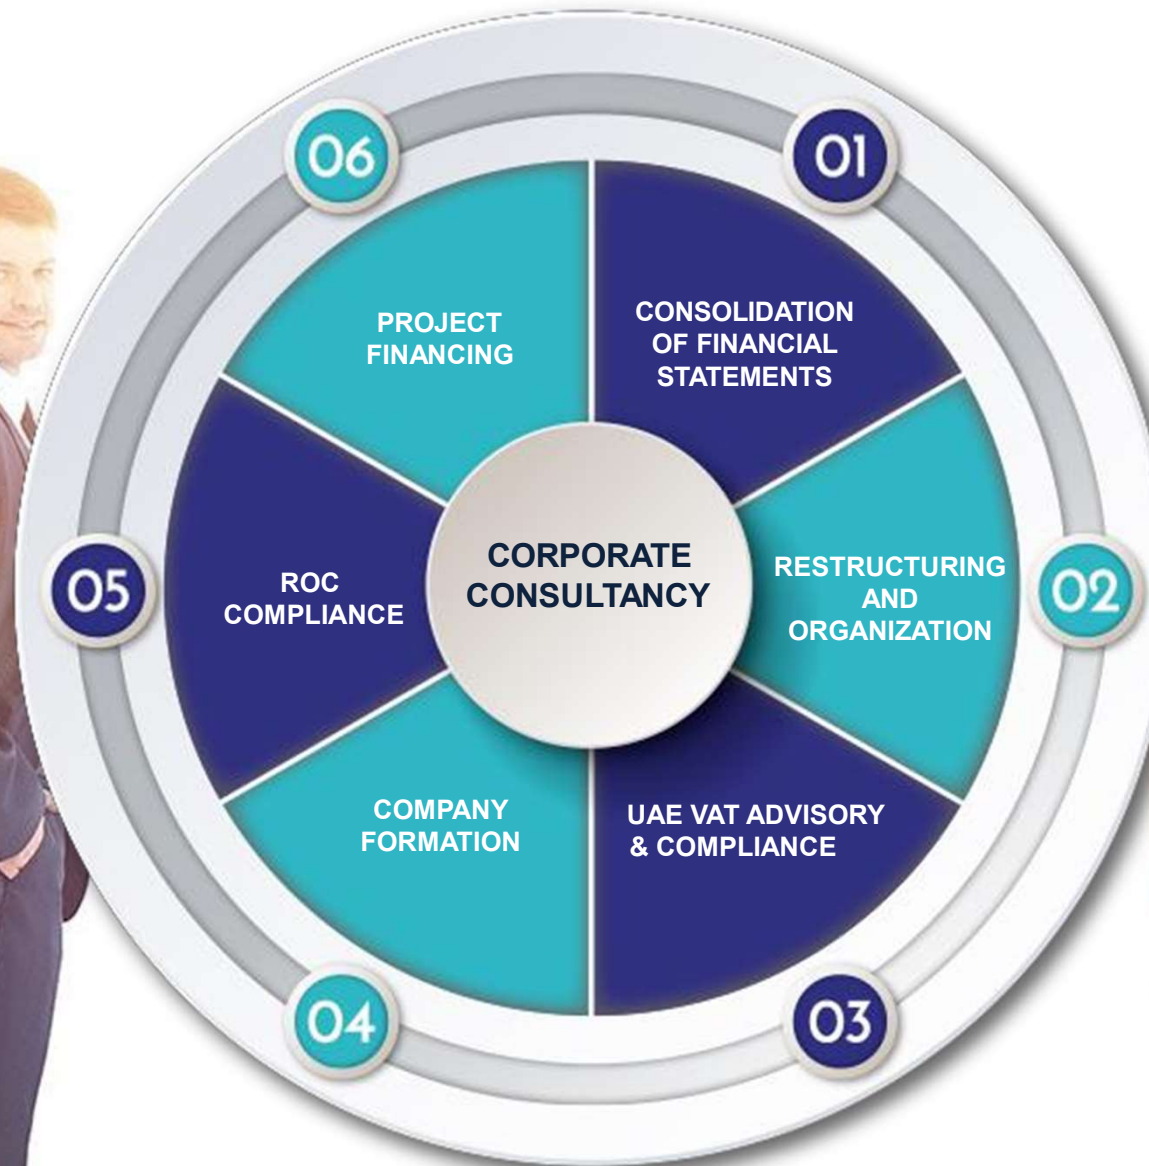 06
01
PROJECT
FINANCING
CONSOLIDATION
OF FINANCIAL
STATEMENTS
05
ROC
COMPLIANCE
CORPORATE
CONSULTANCY
RESTRUCTURING
AND
ORGANIZATION
02
COMPANY
FORMATION
UAE VAT ADVISORY
& COMPLIANCE
04
03